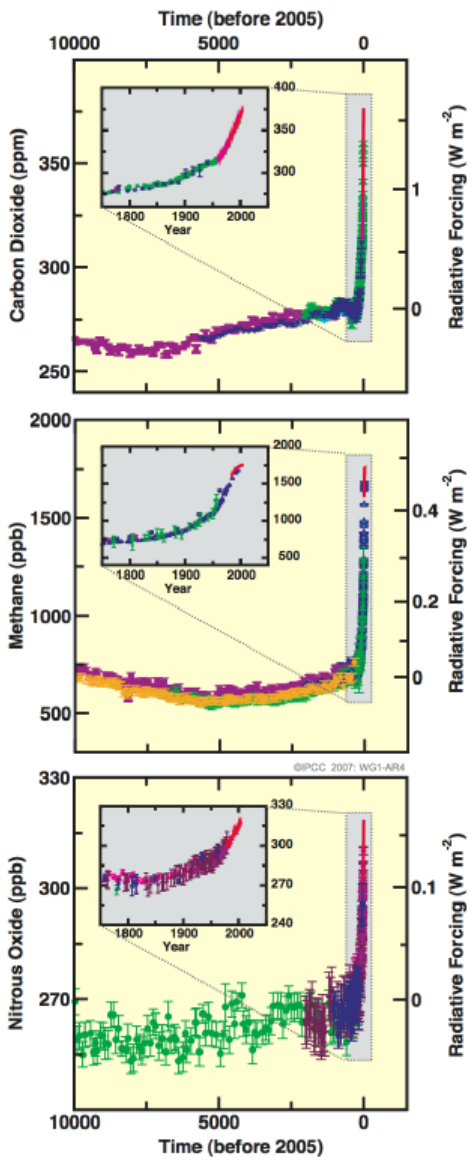 Time (before 2005)
10000 5000 0
Carbon Dioxide (ppm)
350
300
250
400
350
300
1800 1900 2000
Year
Radiative Forcing (W m-2)
1
0
Methane (ppb)
2000
1500
1000
500
2000
1500
1000
500
1800 1900 2000
Year
Radiative Forcing (W m-2)
0.4
0.2
0
©IPCC 2007: WG1-AR4
Nitrous Oxide (ppb)
330
300
270
330
300
270
240
1800 1900 2000
Year
Radiative Forcing (W m-2)
0.1
0
10000 5000 0
Time (before 2005)